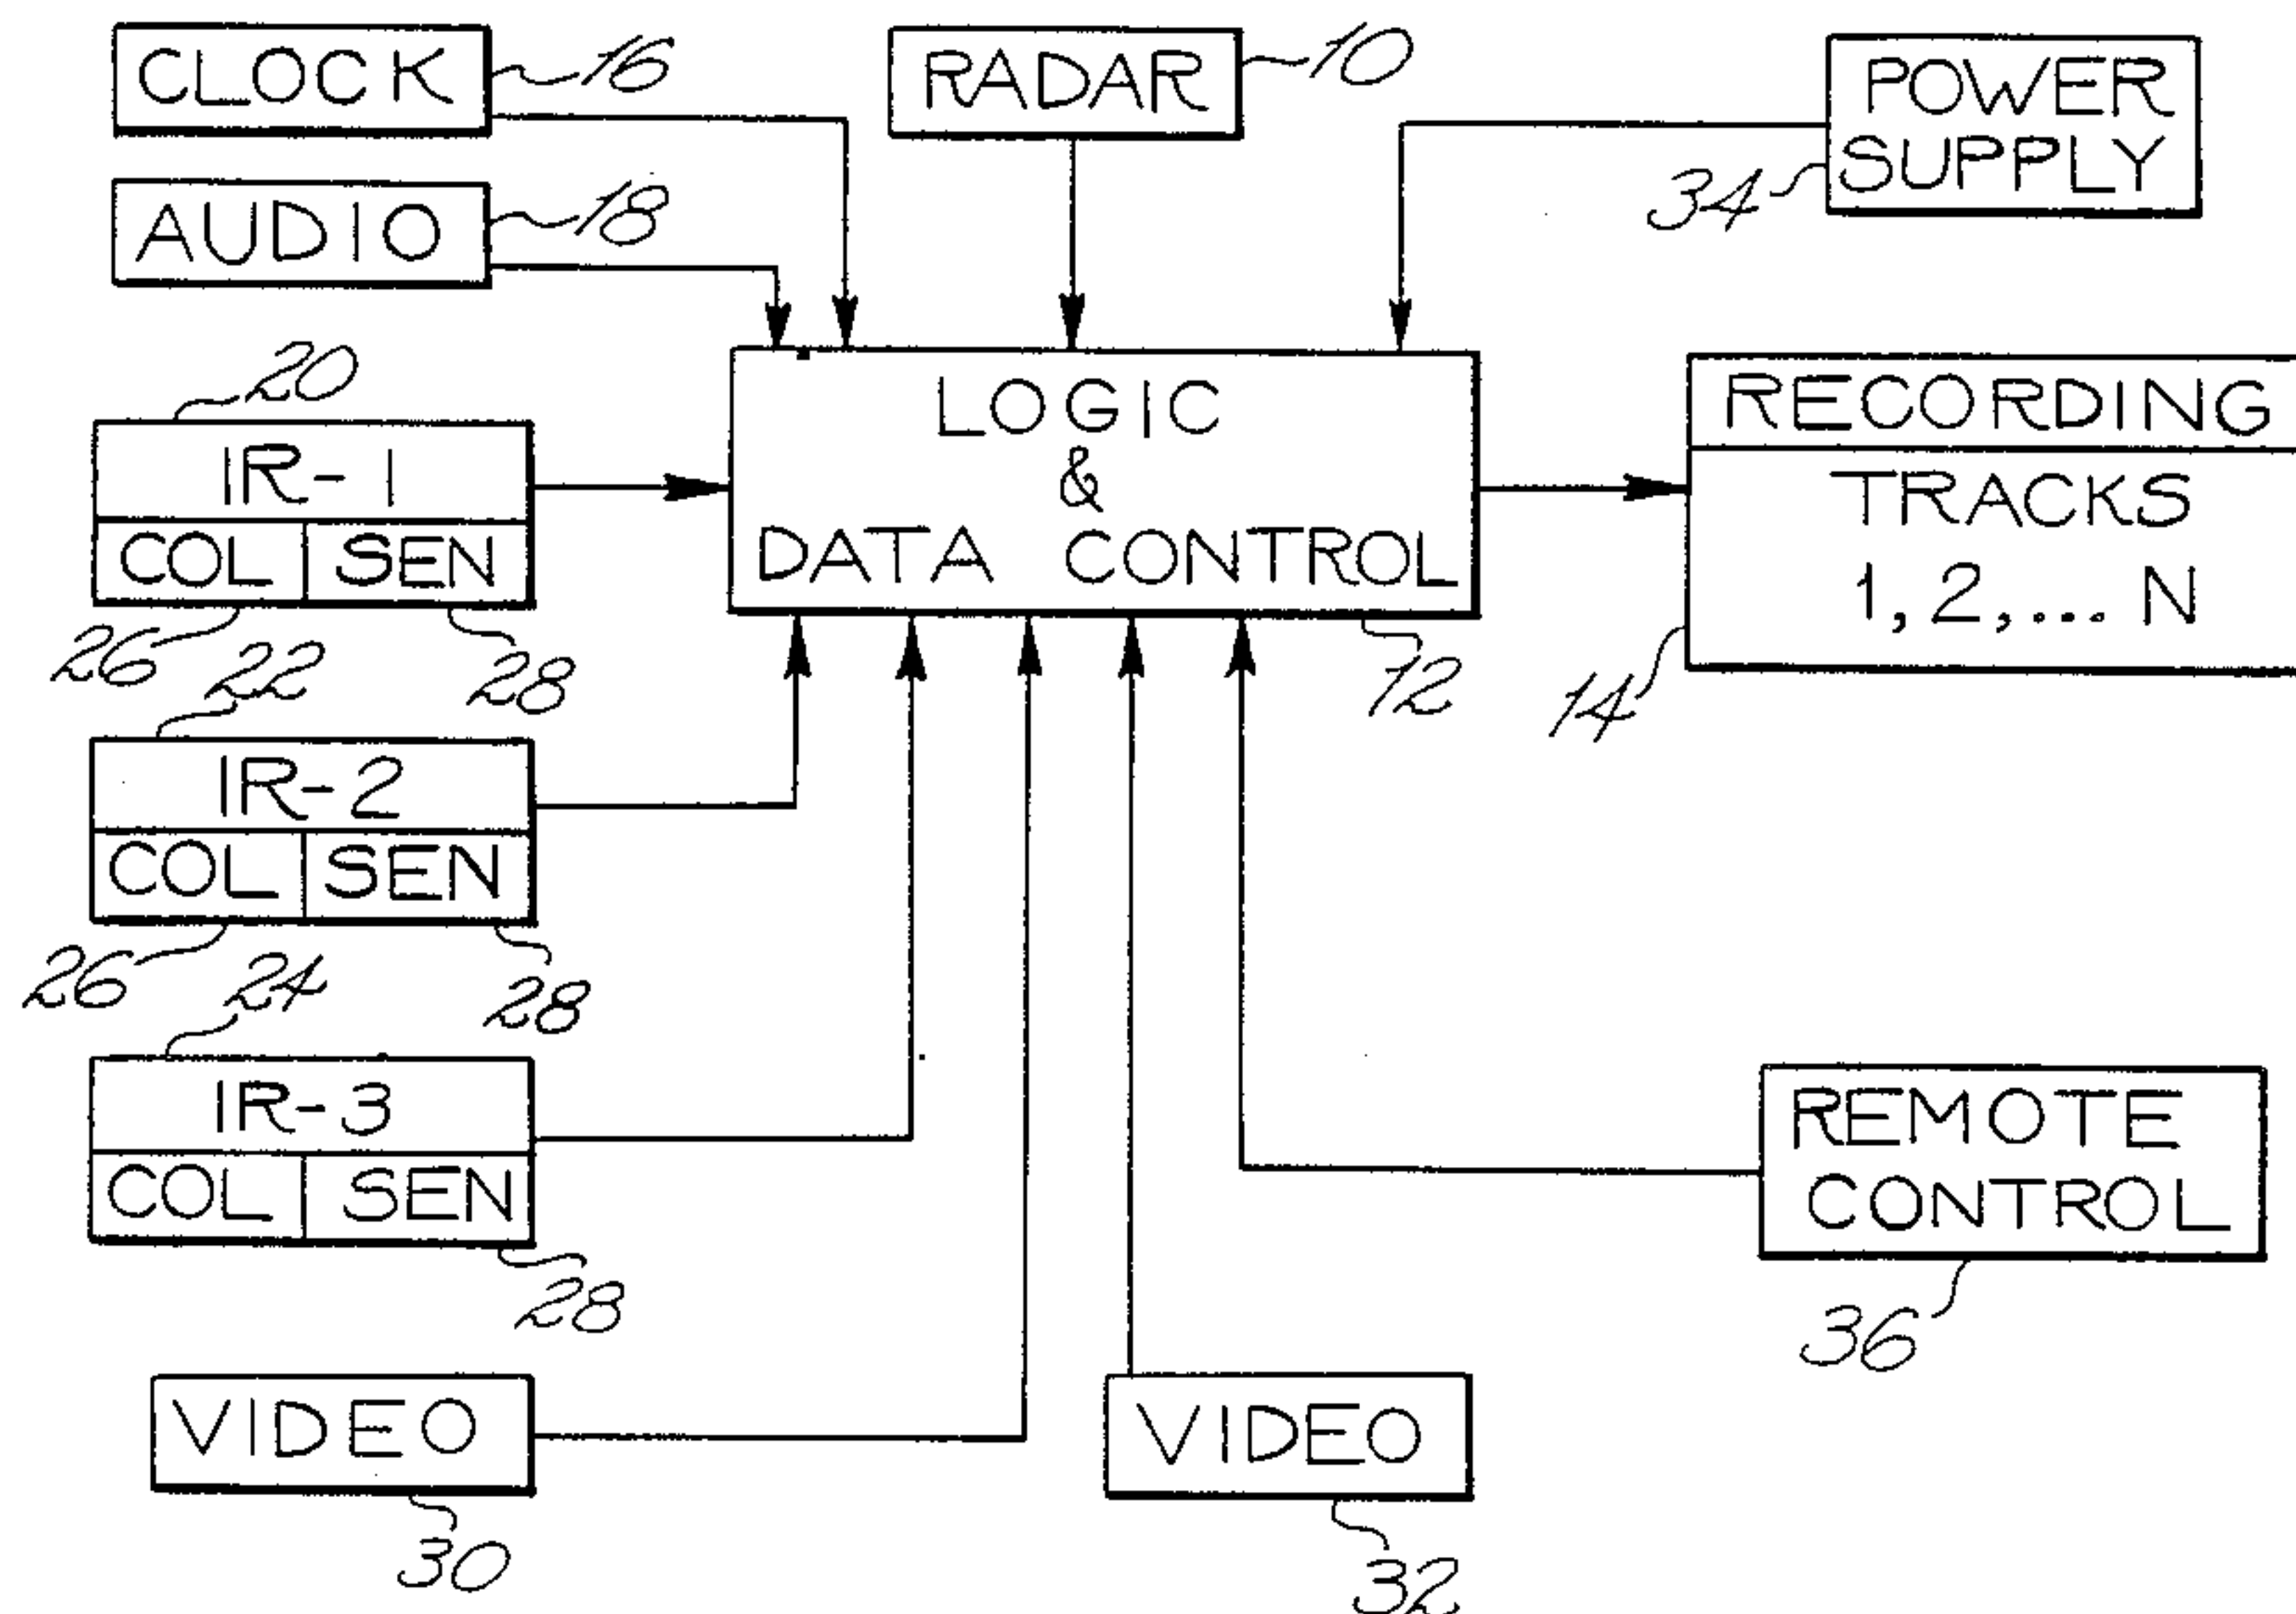 CLOCK
16
RADAR
10
POWER
SUPPLY
34
AUDIO
18
20
IR-1
COL SEN
26
28
LOGIC
&
DATA CONTROL
12
RECORDING
TRACKS
1, 2, ... N
14
22
IR-2
COL SEN
26
28
24
IR-3
COL SEN
28
REMOTE
CONTROL
36
VIDEO
30
VIDEO
32